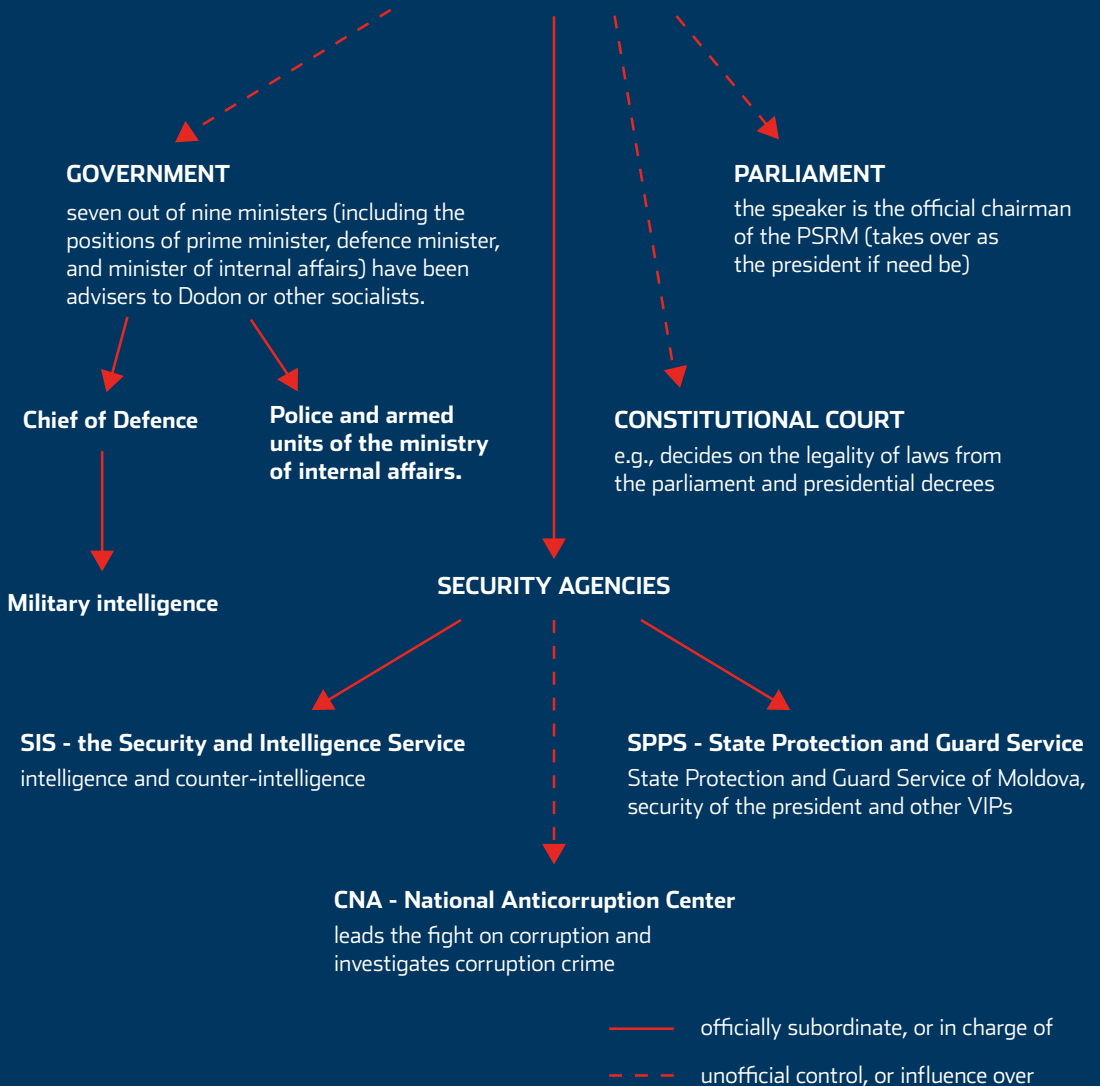 GOVERNMENT
seven out of nine ministers (including the
positions of prime minister, defence minister,
and minister of internal affairs) have been
advisers to Dodon or other socialists.
PARLIAMENT
the speaker is the official chairman
of the PSRM (takes over as
the president if need be)
Chief of Defence
Police and armed
units of the ministry
of internal affairs.
CONSTITUTIONAL COURT
e.g., decides on the legality of laws from
the parliament and presidential decrees
Military intelligence
SECURITY AGENCIES
SIS - the Security and Intelligence Service
intelligence and counter-intelligence
SPPS - State Protection and Guard Service
State Protection and Guard Service of Moldova,
security of the president and other VIPs
CNA - National Anticorruption Center
leads the fight on corruption and
investigates corruption crime
officially subordinate, or in charge of
unofficial control, or influence over